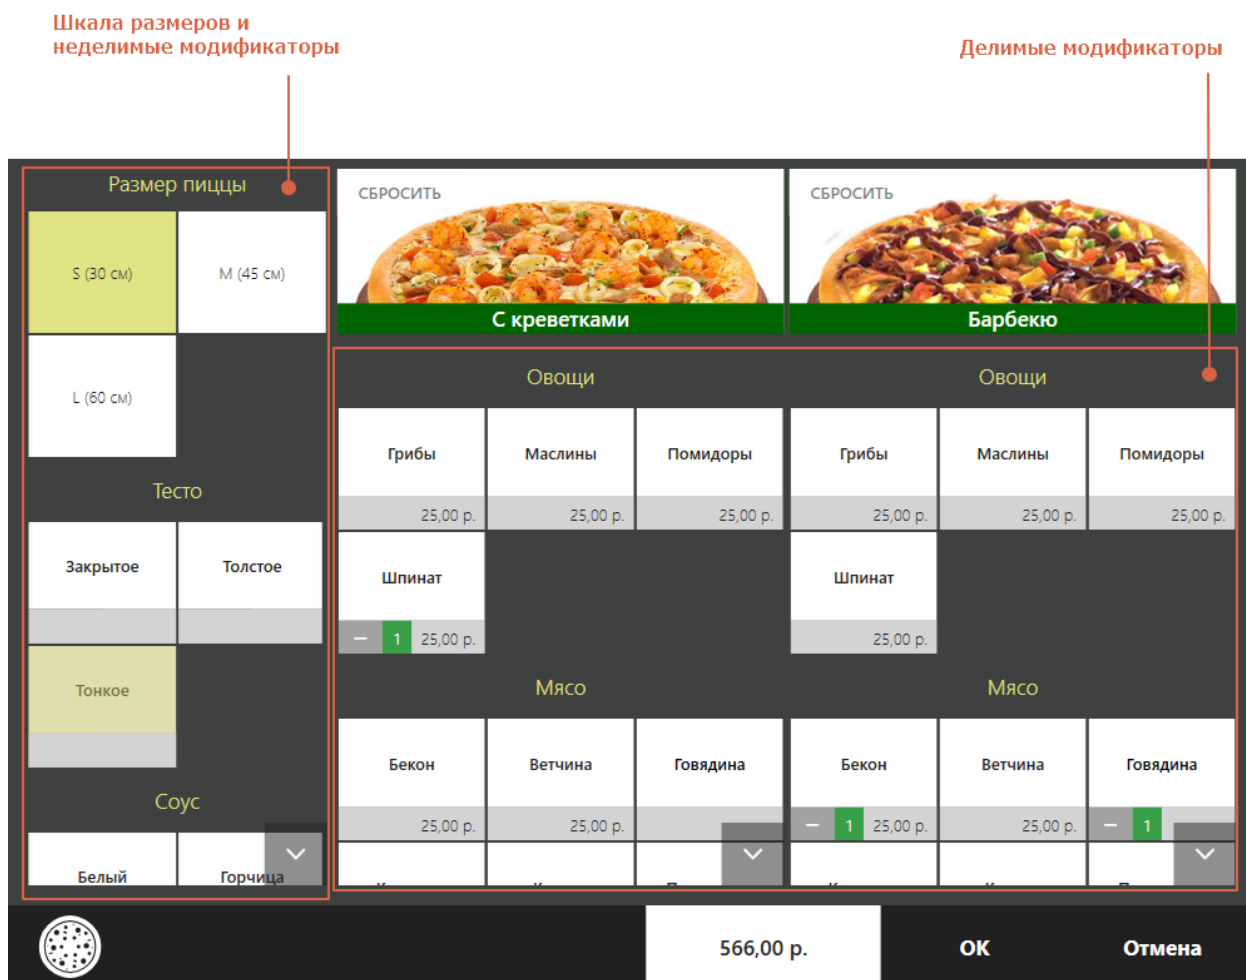 Шкала размеров и
неделимые модификаторы
Делимые модификаторы
Размер пиццы
S (30 см)
M (45 см)
L (60 см)
Тесто
Закрытое
Толстое
Тонкое
Соус
Белый
Горчица
СБРОСИТЬ
С креветками
СБРОСИТЬ
Барбекю
Овощи
Грибы
Маслины
Помидоры
25,00 р.
25,00 р.
25,00 р.
Шпинат
– 1 25,00 р.
Мясо
Бекон
Ветчина
Говядина
25,00 р.
25,00 р.
Овощи
Грибы
Маслины
Помидоры
25,00 р.
25,00 р.
25,00 р.
Шпинат
25,00 р.
Мясо
Бекон
Ветчина
Говядина
– 1 25,00 р.
25,00 р.
– 1
566,00 р.
ОК
Отмена